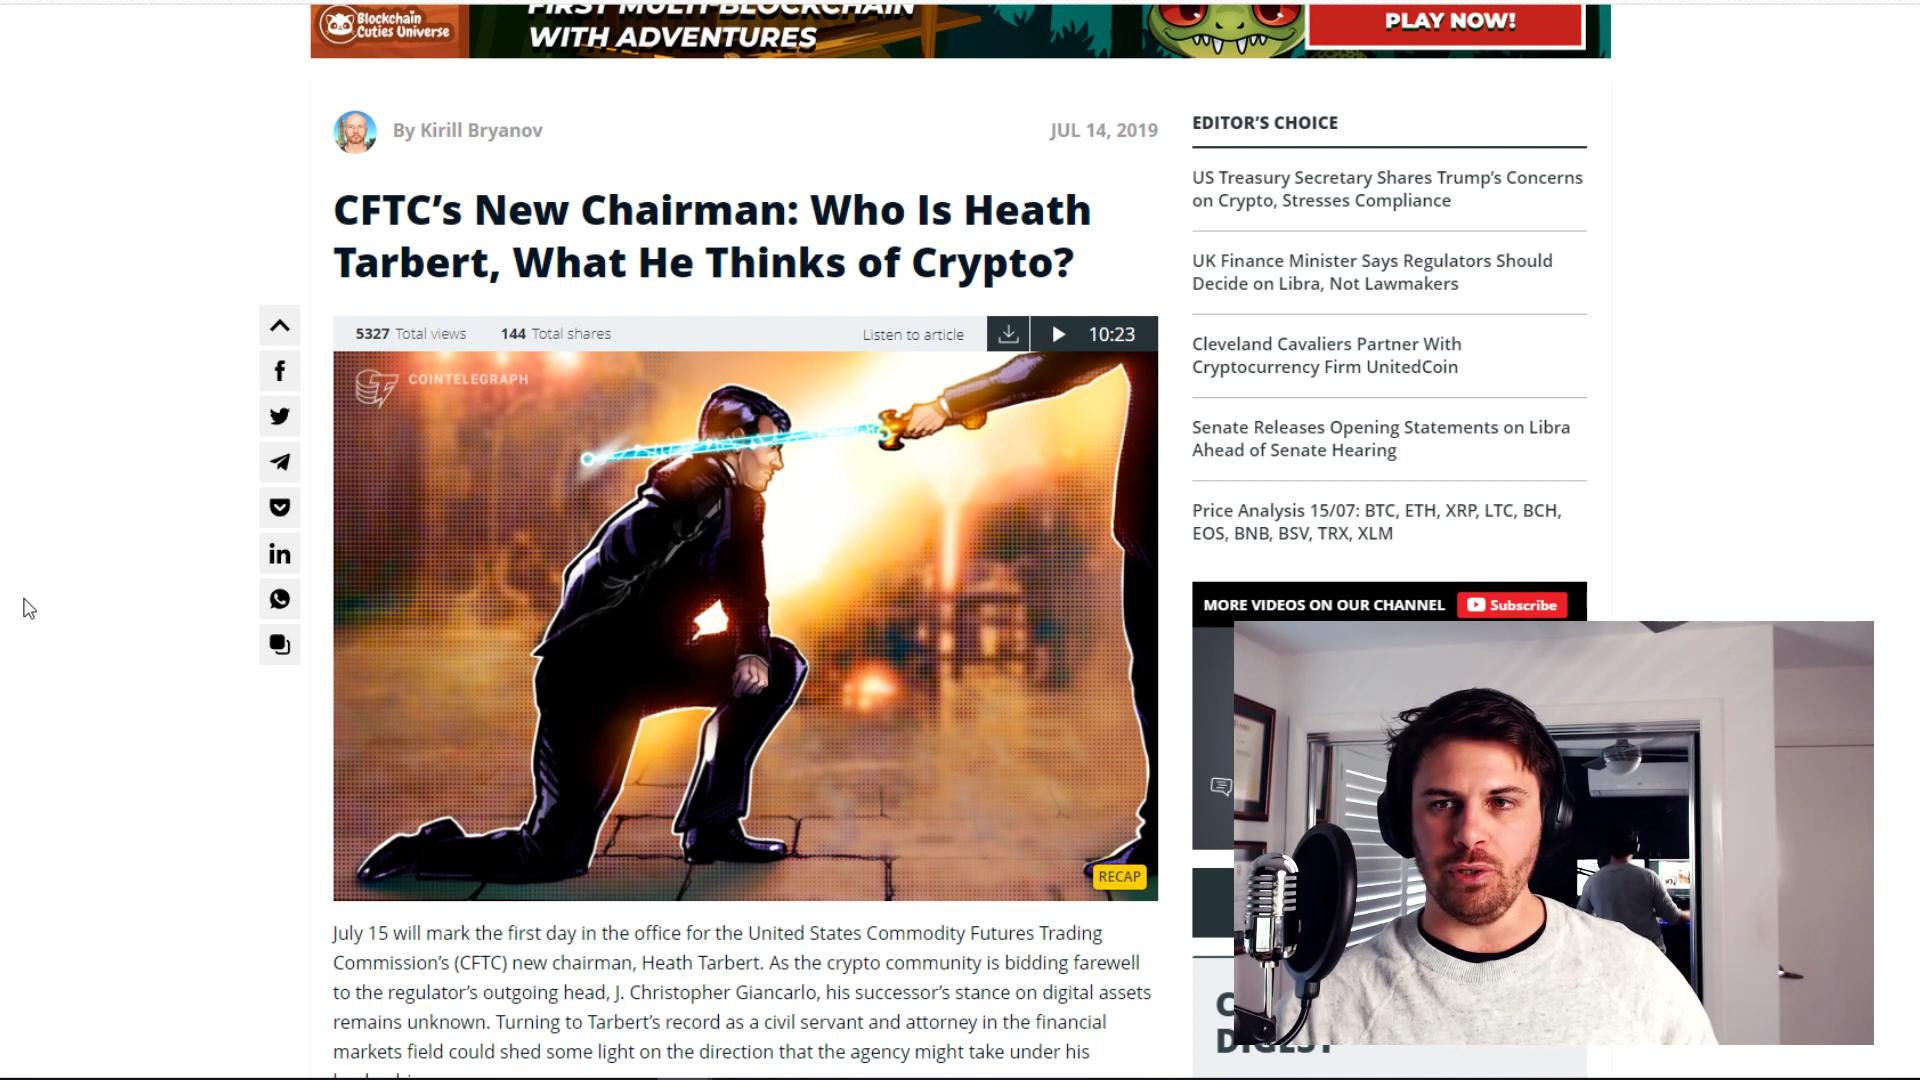 Blockchain
Cuties Universe
FIRST MULTI BLOCKCHAIN
WITH ADVENTURES
PLAY NOW!
By Kirill Bryanov
JUL 14, 2019
CFTC’s New Chairman: Who Is Heath
Tarbert, What He Thinks of Crypto?
5327 Total views
144 Total shares
Listen to article
10:23
COINTELEGRAPH
RECAP
July 15 will mark the first day in the office for the United States Commodity Futures Trading
Commission’s (CFTC) new chairman, Heath Tarbert. As the crypto community is bidding farewell
to the regulator’s outgoing head, J. Christopher Giancarlo, his successor’s stance on digital assets
remains unknown. Turning to Tarbert’s record as a civil servant and attorney in the financial
markets field could shed some light on the direction that the agency might take under his
EDITOR’S CHOICE
US Treasury Secretary Shares Trump’s Concerns
on Crypto, Stresses Compliance
UK Finance Minister Says Regulators Should
Decide on Libra, Not Lawmakers
Cleveland Cavaliers Partner With
Cryptocurrency Firm UnitedCoin
Senate Releases Opening Statements on Libra
Ahead of Senate Hearing
Price Analysis 15/07: BTC, ETH, XRP, LTC, BCH,
EOS, BNB, BSV, TRX, XLM
MORE VIDEOS ON OUR CHANNEL
Subscribe
DIGEST